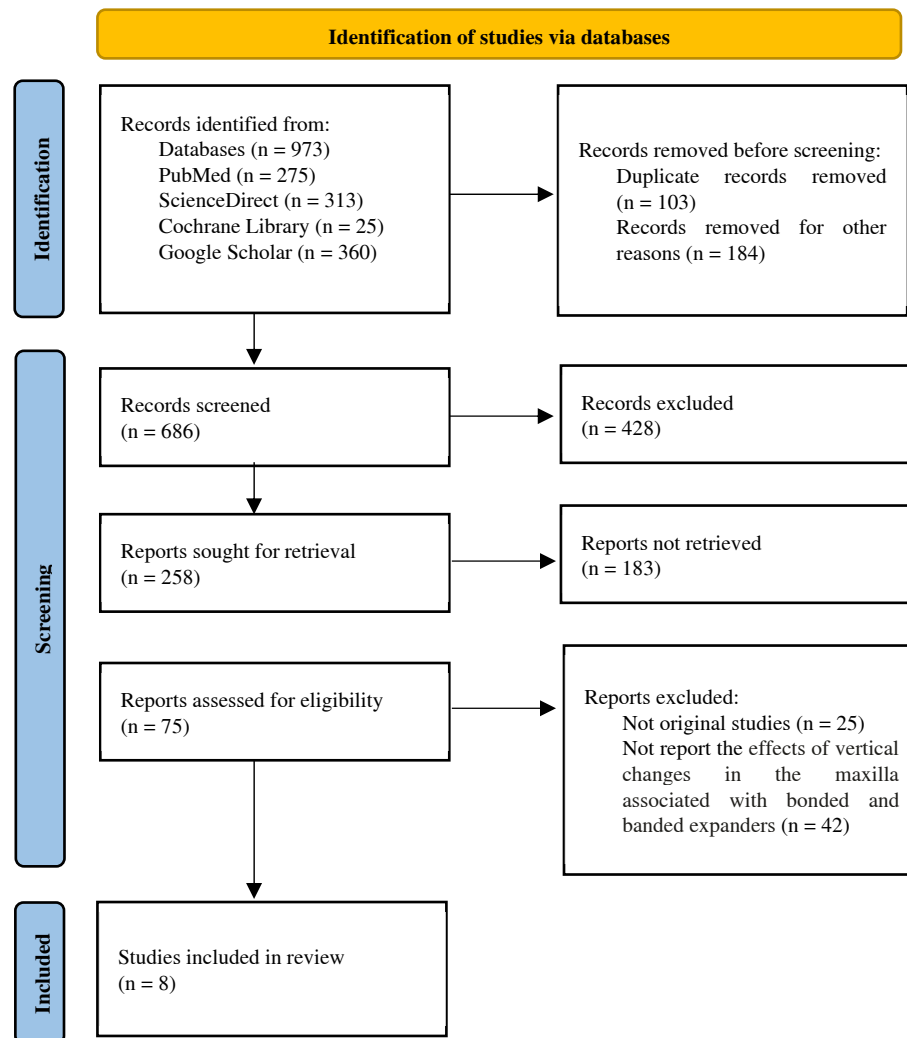 Identification of studies via databases
Identification
Records identified from:
Databases (n = 973)
PubMed (n = 275)
ScienceDirect (n = 313)
Cochrane Library (n = 25)
Google Scholar (n = 360)
Records removed before screening:
Duplicate records removed
(n = 103)
Records removed for other
reasons (n = 184)
Screening
Records screened
(n = 686)
Records excluded
(n = 428)
Reports sought for retrieval
(n = 258)
Reports not retrieved
(n = 183)
Reports assessed for eligibility
(n = 75)
Reports excluded:
Not original studies (n = 25)
Not report the effects of vertical
changes in the maxilla
associated with bonded and
banded expanders (n = 42)
Included
Studies included in review
(n = 8)